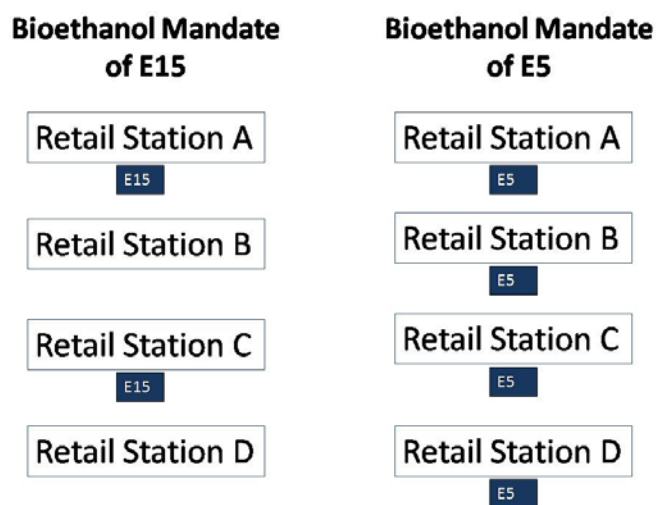 Bioethanol Mandate
of E15
Retail Station A
E15
Retail Station B
Retail Station C
E15
Retail Station D
Bioethanol Mandate
of E5
Retail Station A
E5
Retail Station B
E5
Retail Station C
E5
Retail Station D
E5